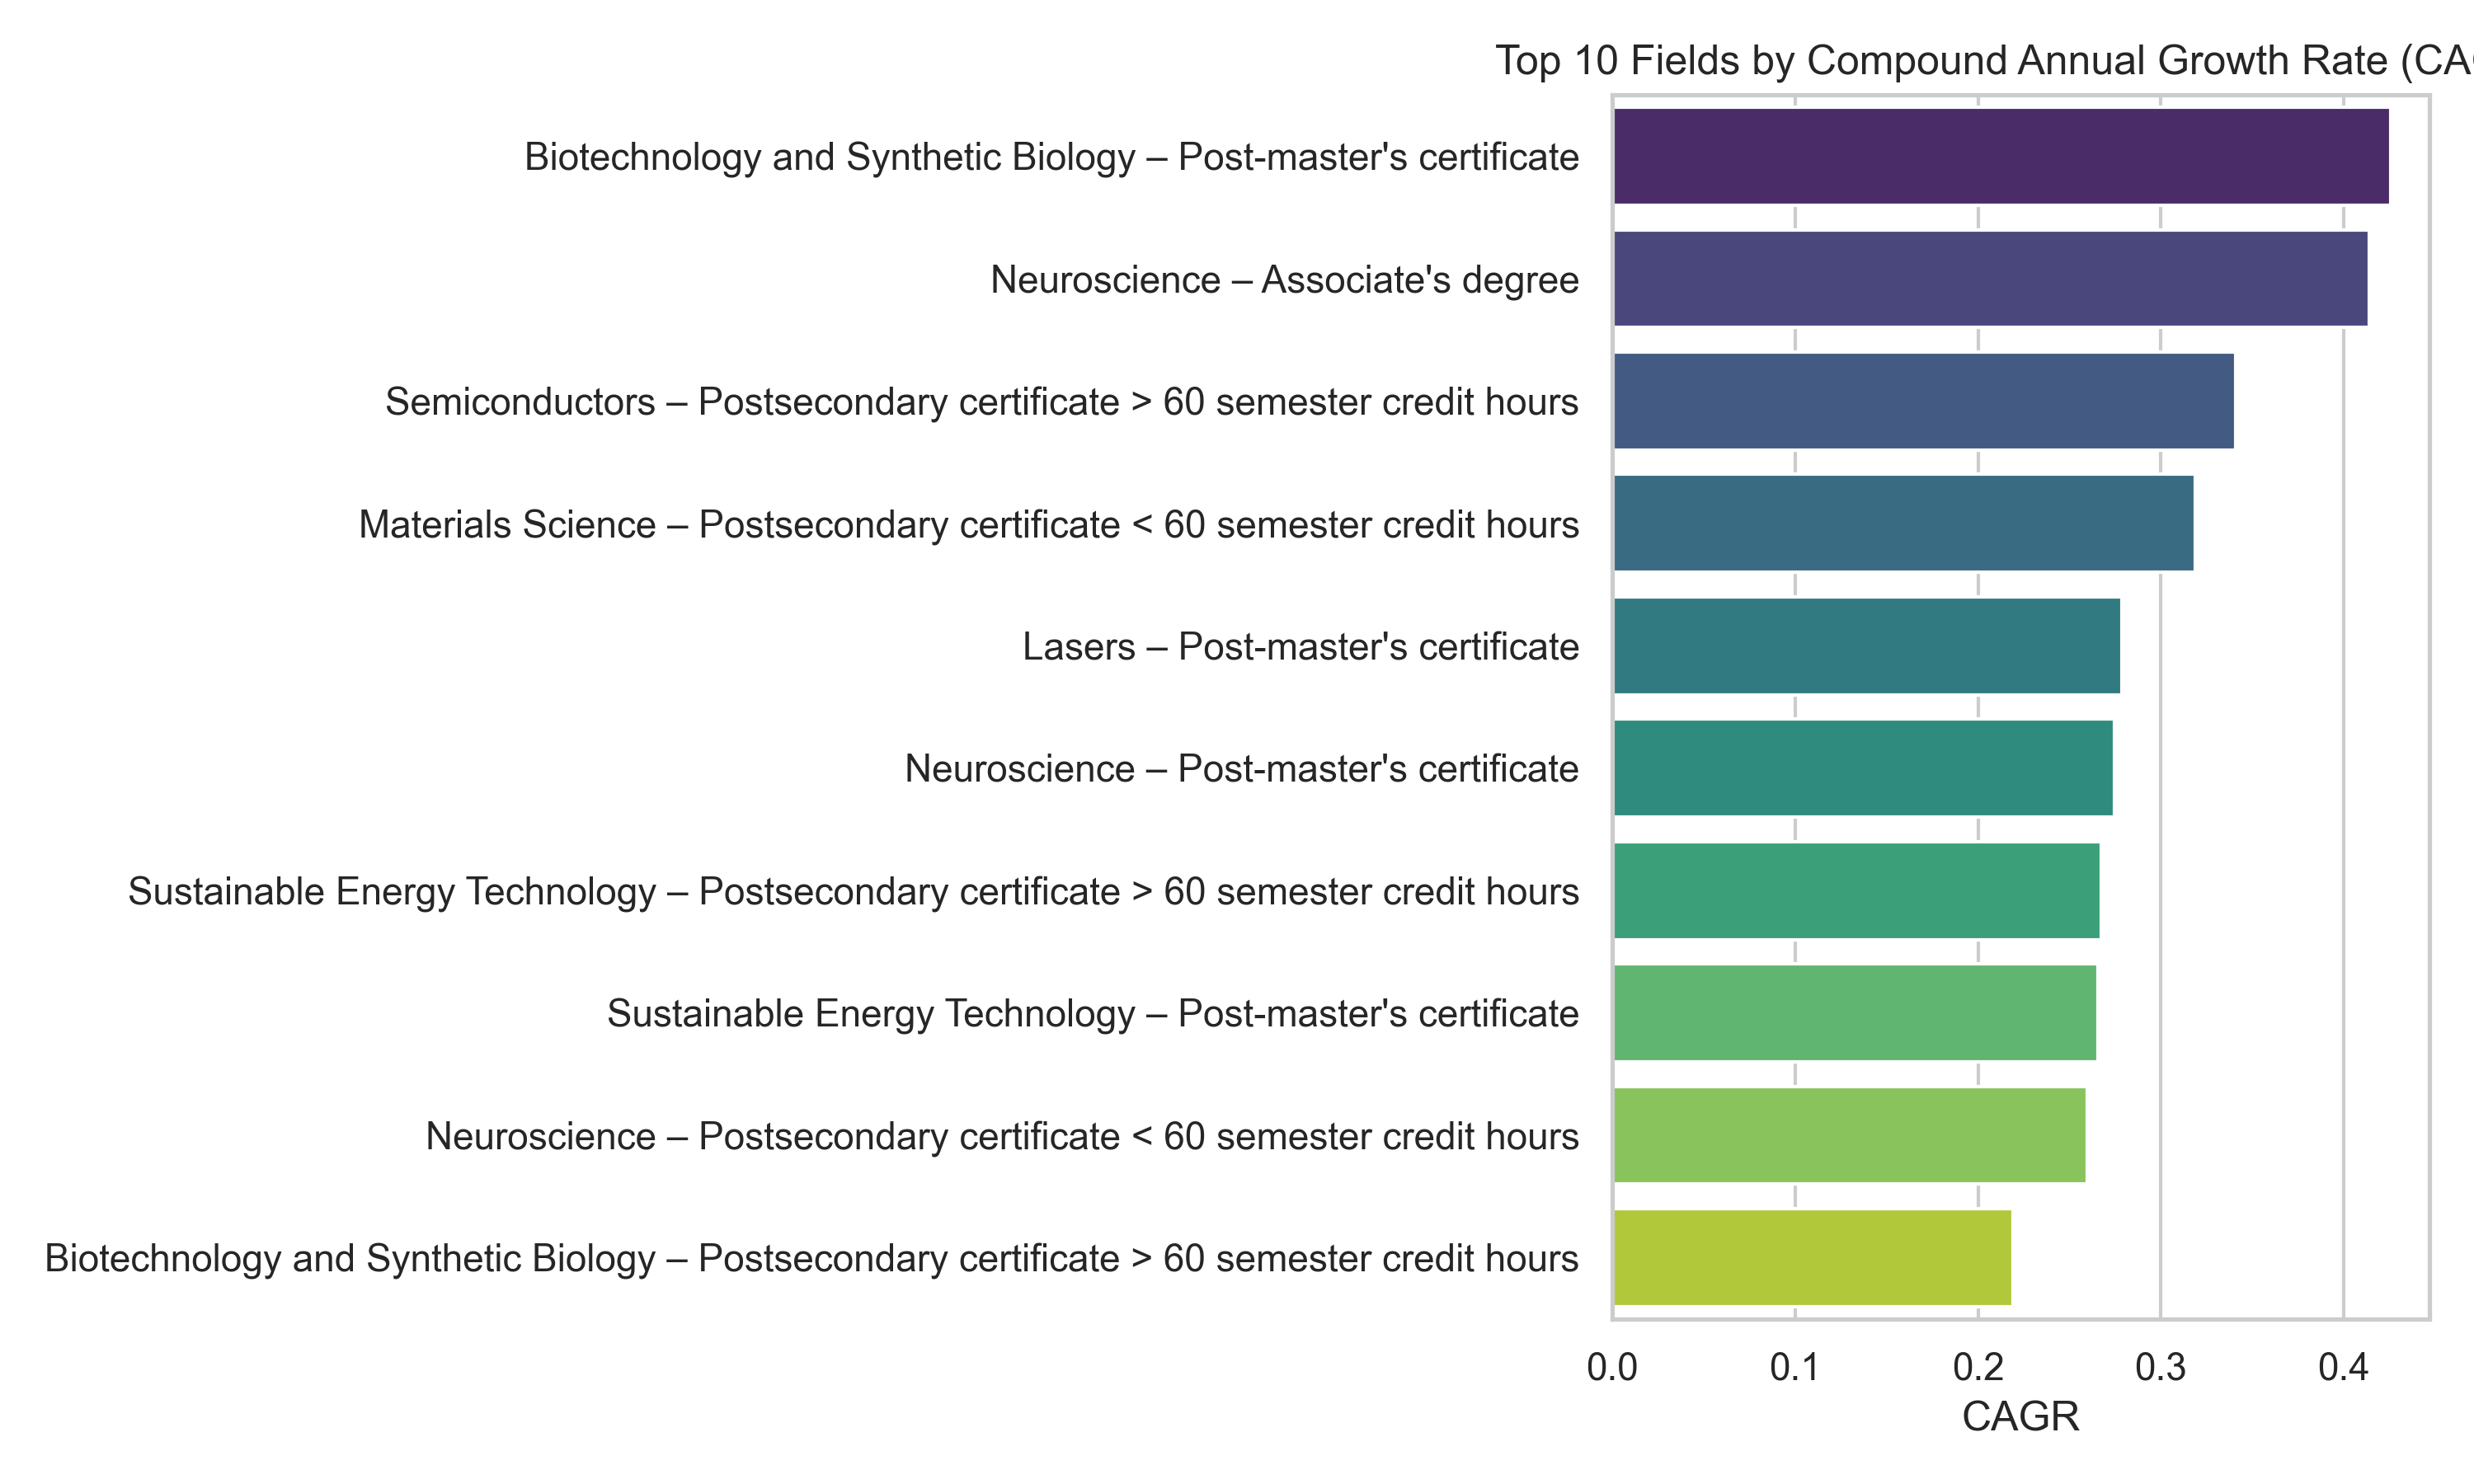 Top 10 Fields by Compound Annual Growth Rate (CAG
Biotechnology and Synthetic Biology – Post-master's certificate
Neuroscience – Associate's degree
Semiconductors – Postsecondary certificate > 60 semester credit hours
Materials Science – Postsecondary certificate < 60 semester credit hours
Lasers – Post-master's certificate
Neuroscience – Post-master's certificate
Sustainable Energy Technology – Postsecondary certificate > 60 semester credit hours
Sustainable Energy Technology – Post-master's certificate
Neuroscience – Postsecondary certificate < 60 semester credit hours
Biotechnology and Synthetic Biology – Postsecondary certificate > 60 semester credit hours
0.0 0.1 0.2 0.3 0.4
CAGR